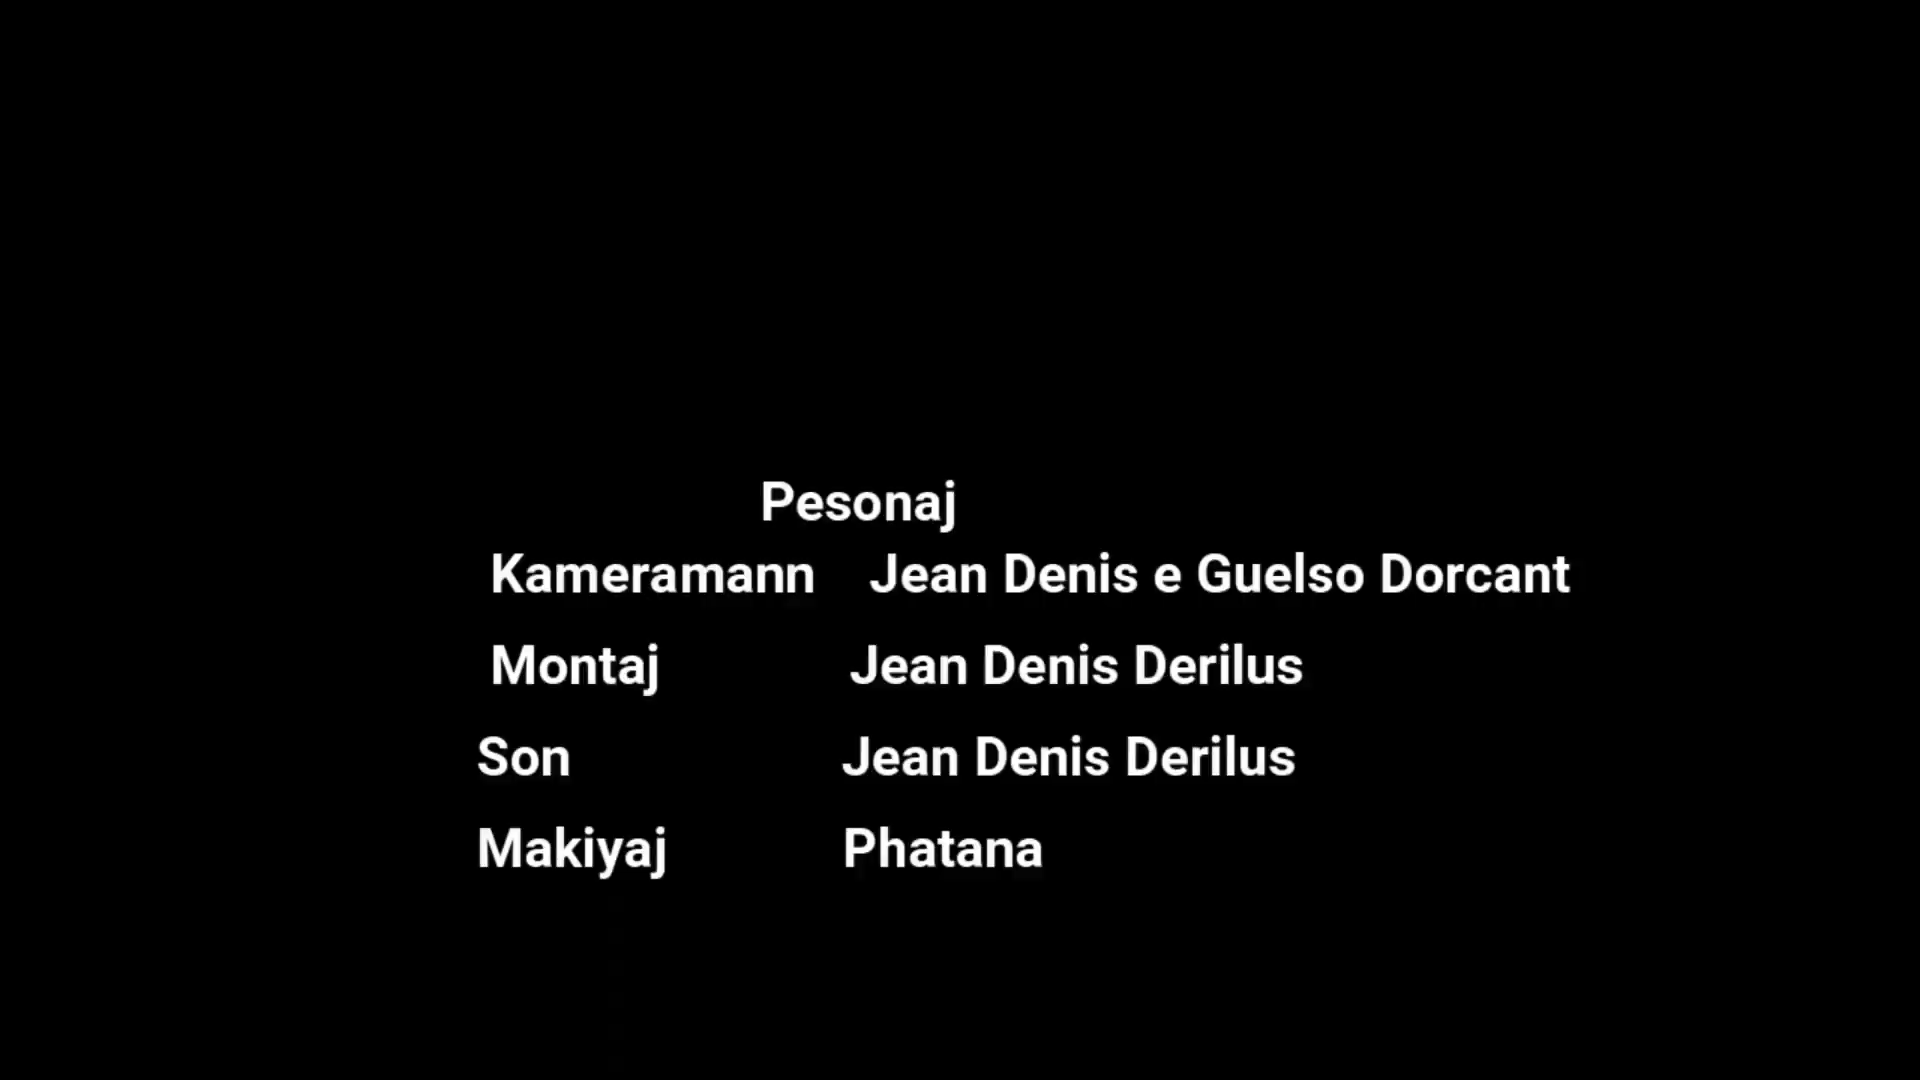 Pesonaj
Kameramann Jean Denis e Guelso Dorcant
Montaj Jean Denis Derilus
Son Jean Denis Derilus
Makiyaj Phatana